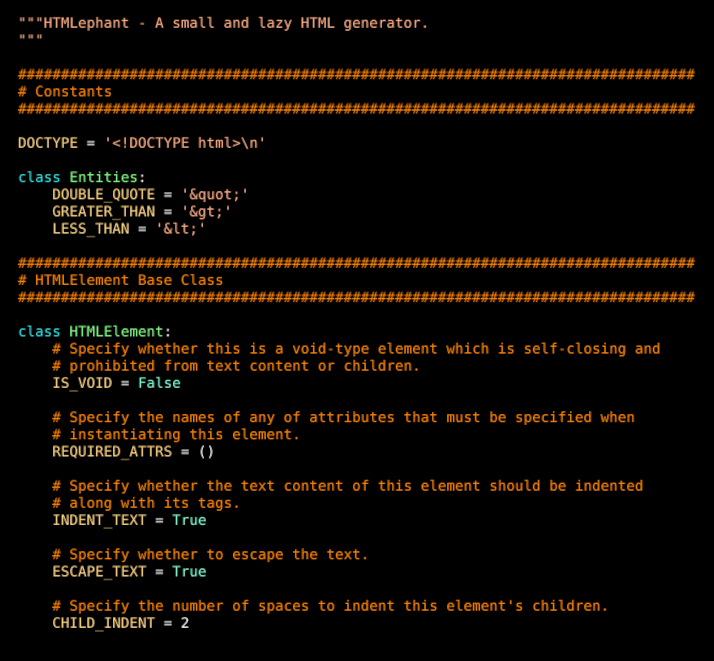 """HTMLephant - A small and lazy HTML generator.
"""
###############################################################################
# Constants
###############################################################################
DOCTYPE = '<!DOCTYPE html>\n'
class Entities:
    DOUBLE_QUOTE = '&quot;'
    GREATER_THAN = '&gt;'
    LESS_THAN = '&lt;'
###############################################################################
# HTMLElement Base Class
###############################################################################
class HTMLElement:
    # Specify whether this is a void-type element which is self-closing and
    # prohibited from text content or children.
    IS_VOID = False
    # Specify the names of any of attributes that must be specified when
    # instantiating this element.
    REQUIRED_ATTRS = ()
    # Specify whether the text content of this element should be indented
    # along with its tags.
    INDENT_TEXT = True
    # Specify whether to escape the text.
    ESCAPE_TEXT = True
    # Specify the number of spaces to indent this element's children.
    CHILD_INDENT = 2